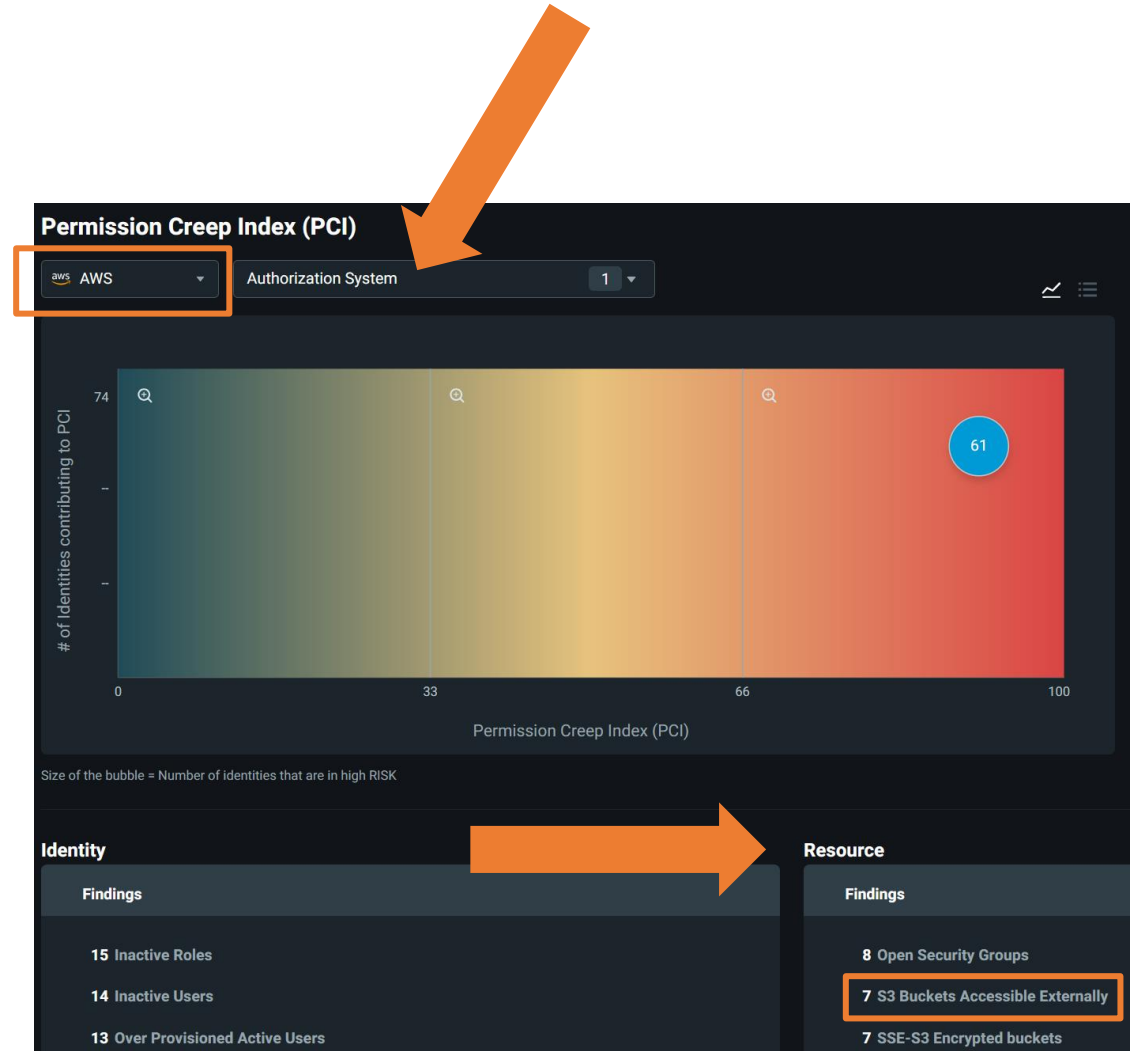 Permission Creep Index (PCI)
aws AWS
Authorization System 1
# of Identities contributing to PCI
74
--
--
61
0 33 66 100
Permission Creep Index (PCI)
Size of the bubble = Number of identities that are in high RISK
Identity
Findings
15 Inactive Roles
14 Inactive Users
13 Over Provisioned Active Users
Resource
Findings
8 Open Security Groups
7 S3 Buckets Accessible Externally
7 SSE-S3 Encrypted buckets